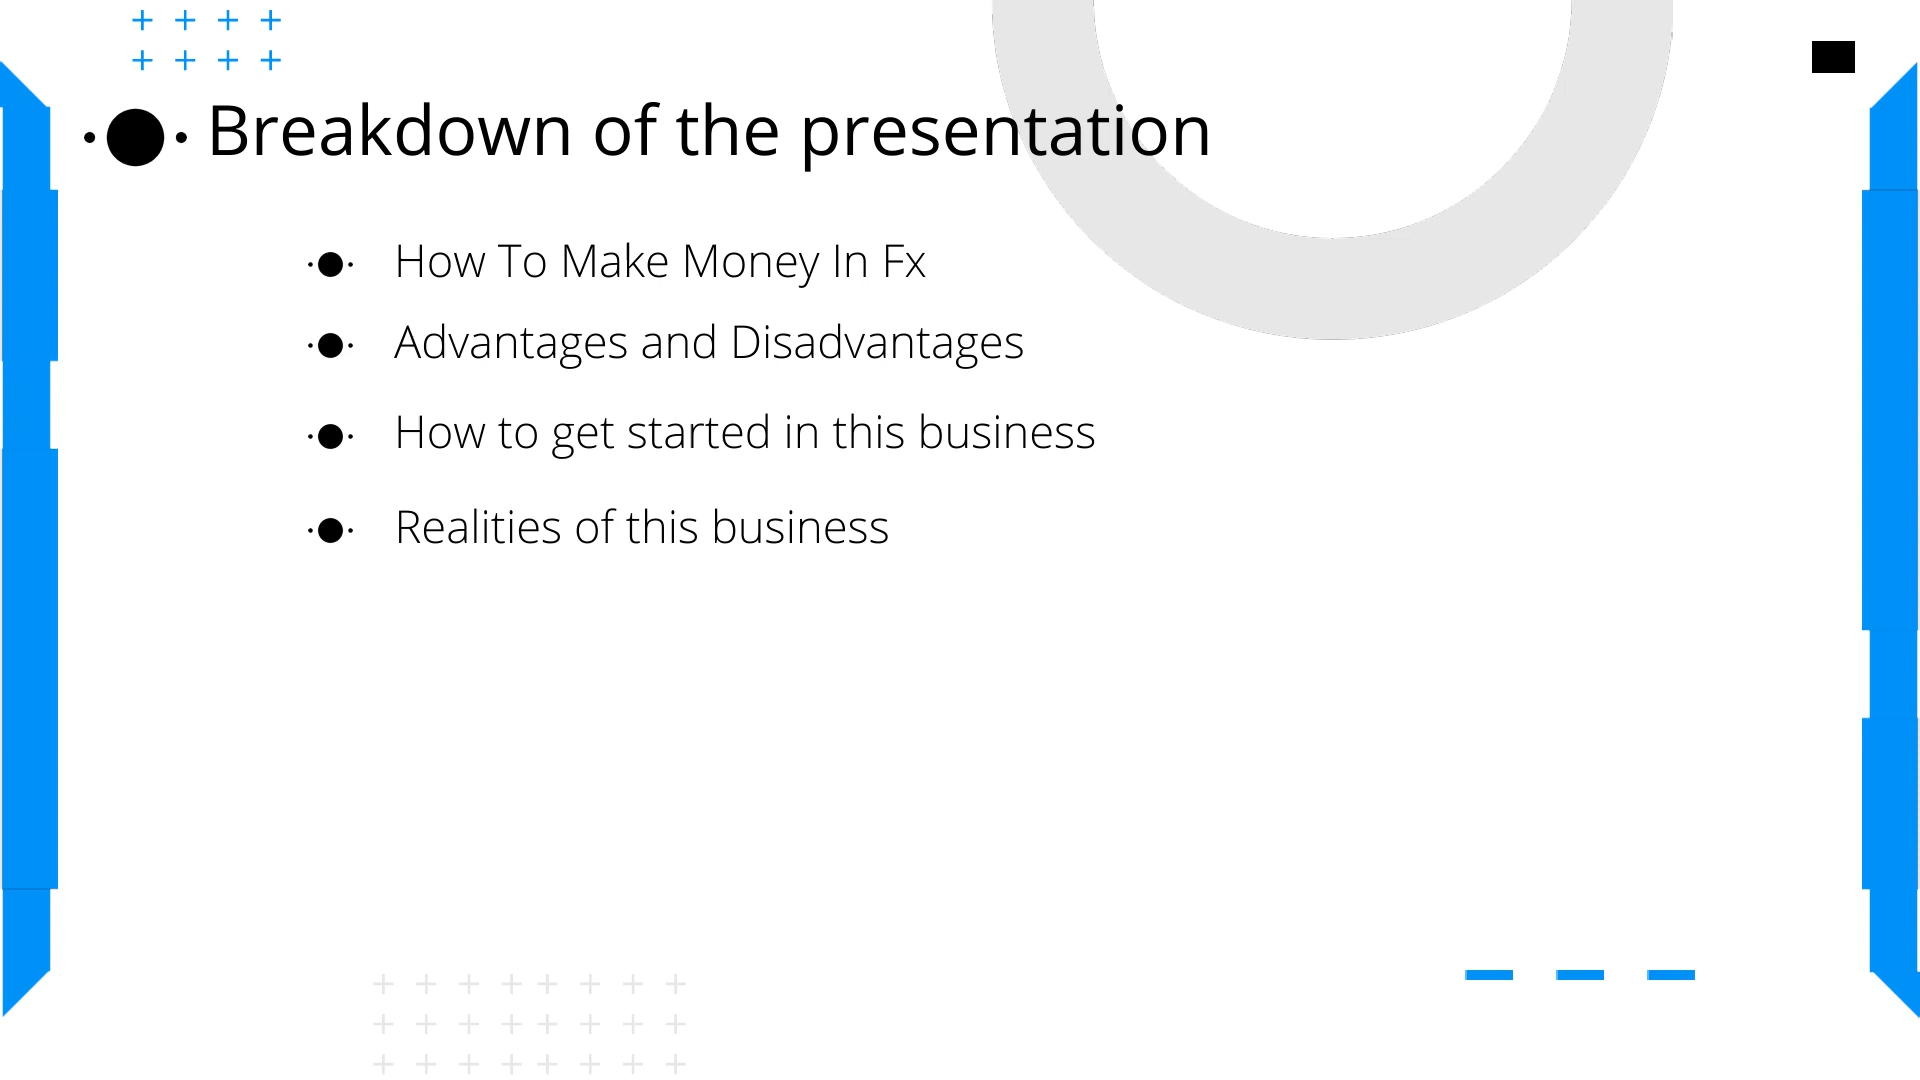 Breakdown of the presentation
How To Make Money In Fx
Advantages and Disadvantages
How to get started in this business
Realities of this business